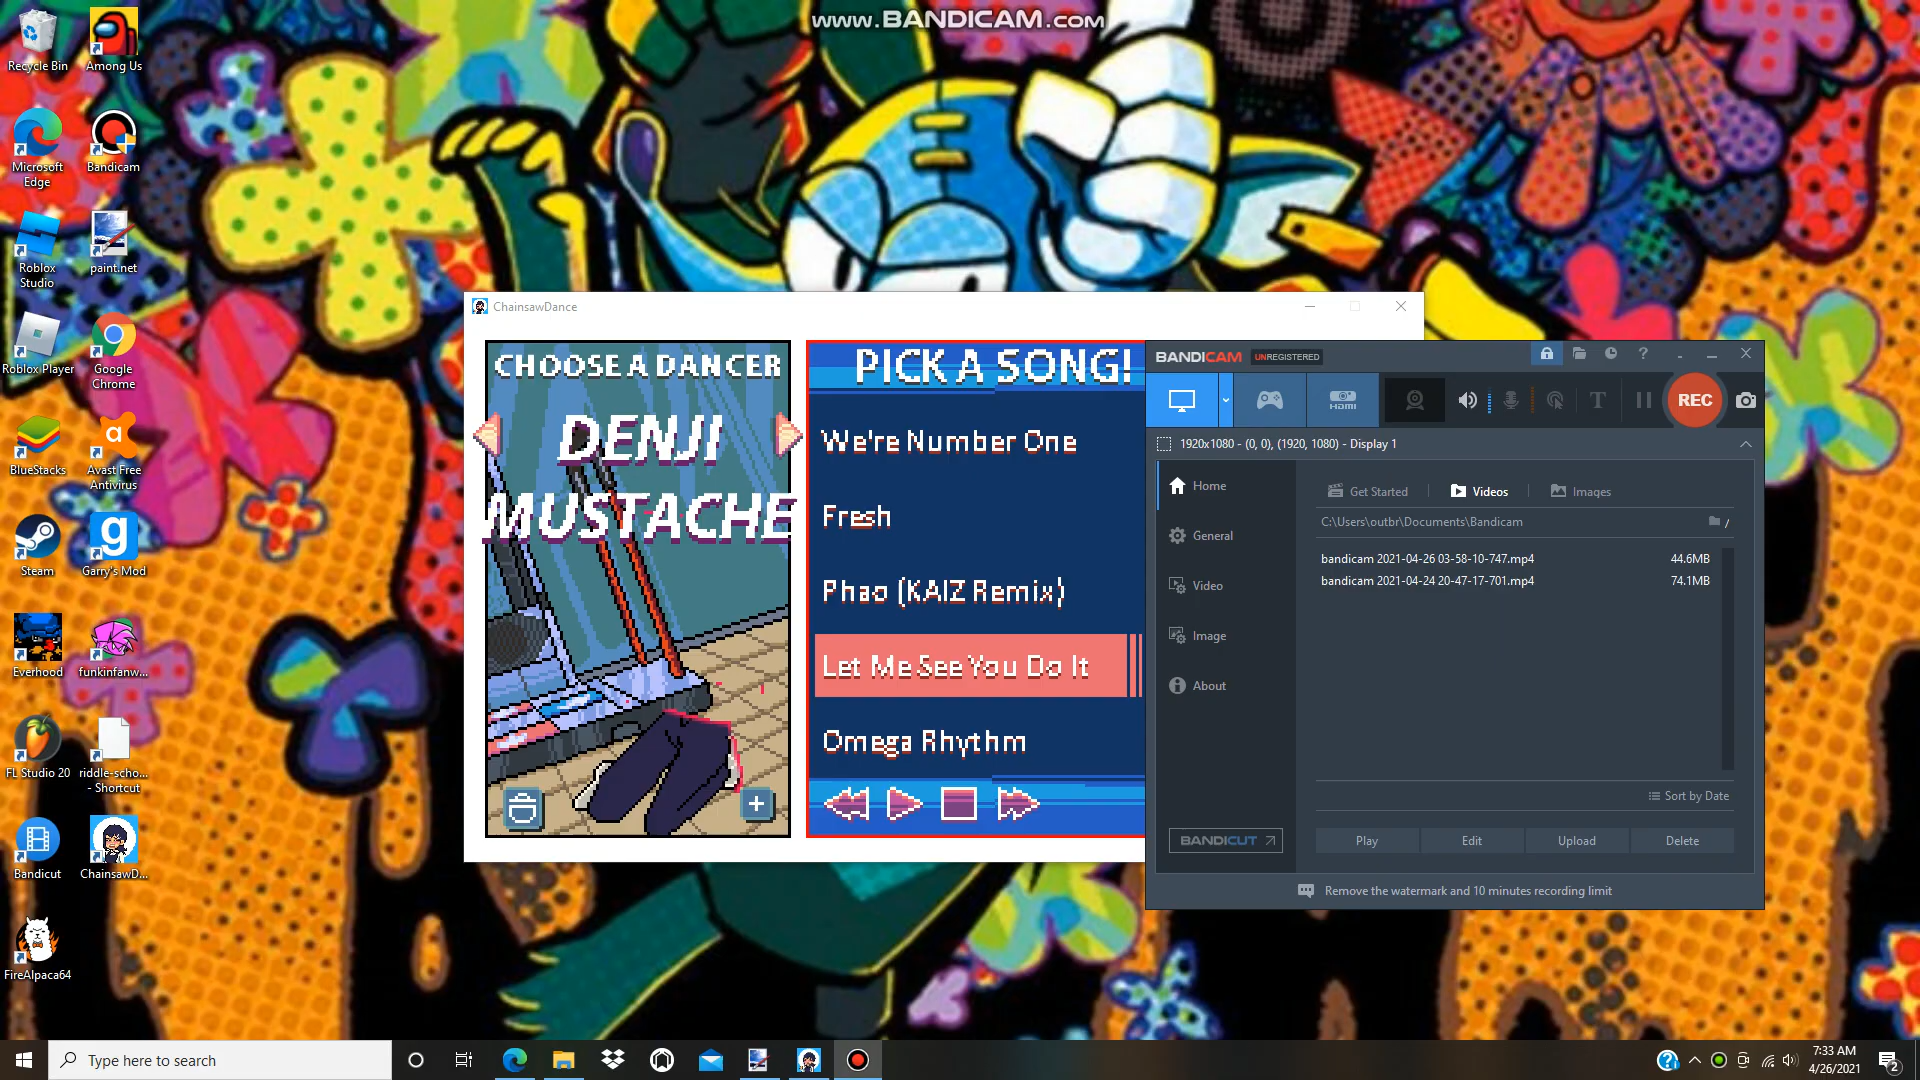 www.BANDICAM.com
Recycle Bin
Among Us
Microsoft
Edge
Bandicam
Roblox
Studio
paint.net
Roblox Player
Google
Chrome
BlueStacks
Avast Free
Antivirus
Steam
Garry's Mod
Everhood
funkinfanw...
FL Studio 20
riddle-scho...
- Shortcut
Bandicut
ChainsawD...
FireAlpaca64
ChainsawDance
CHOOSE A DANCER
DENJI
MUSTACHE
PICK A SONG!
We're Number One
Fresh
Phao (KAIZ Remix)
Let Me See You Do It
Omega Rhythm
BANDICAM UNREGISTERED
HDMI
REC
1920x1080 - (0, 0), (1920, 1080) - Display 1
Home
General
Video
Image
About
BANDICUT
Get Started
Videos
Images
C:\Users\outbr\Documents\Bandicam
/
bandicam 2021-04-26 03-58-10-747.mp4 44.6MB
bandicam 2021-04-24 20-47-17-701.mp4 74.1MB
Sort by Date
Play
Edit
Upload
Delete
Remove the watermark and 10 minutes recording limit
Type here to search
7:33 AM
4/26/2021
2